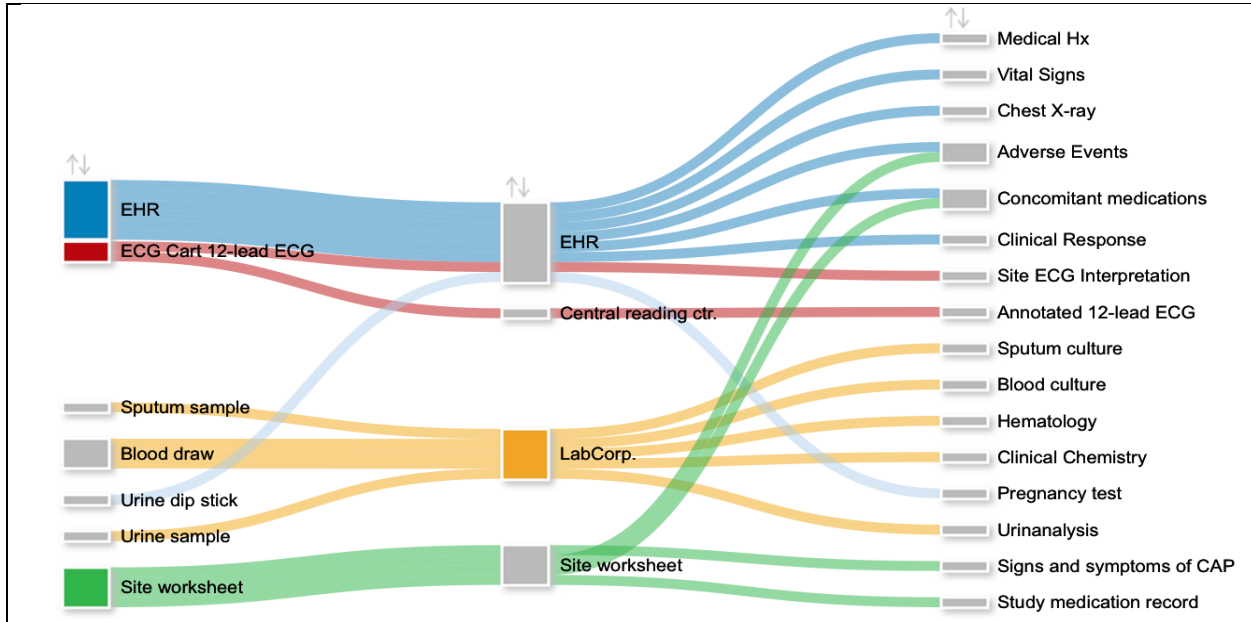 EHR
ECG Cart 12-lead ECG
Sputum sample
Blood draw
Urine dip stick
Urine sample
Site worksheet
EHR
Central reading ctr.
LabCorp.
Site worksheet
Medical Hx
Vital Signs
Chest X-ray
Adverse Events
Concomitant medications
Clinical Response
Site ECG Interpretation
Annotated 12-lead ECG
Sputum culture
Blood culture
Hematology
Clinical Chemistry
Pregnancy test
Urinanalysis
Signs and symptoms of CAP
Study medication record